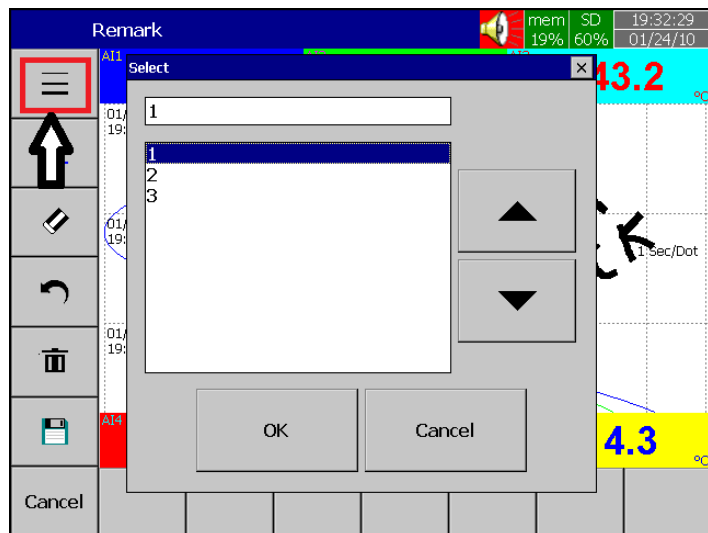 Remark
mem SD 19:32:29
19% 60% 01/24/10
AI1
Select
43.2
°C
01/
19:
1
1
2
3
01/
19:
1 Sec/Dot
01/
19:
AI4
OK
Cancel
4.3
°C
Cancel